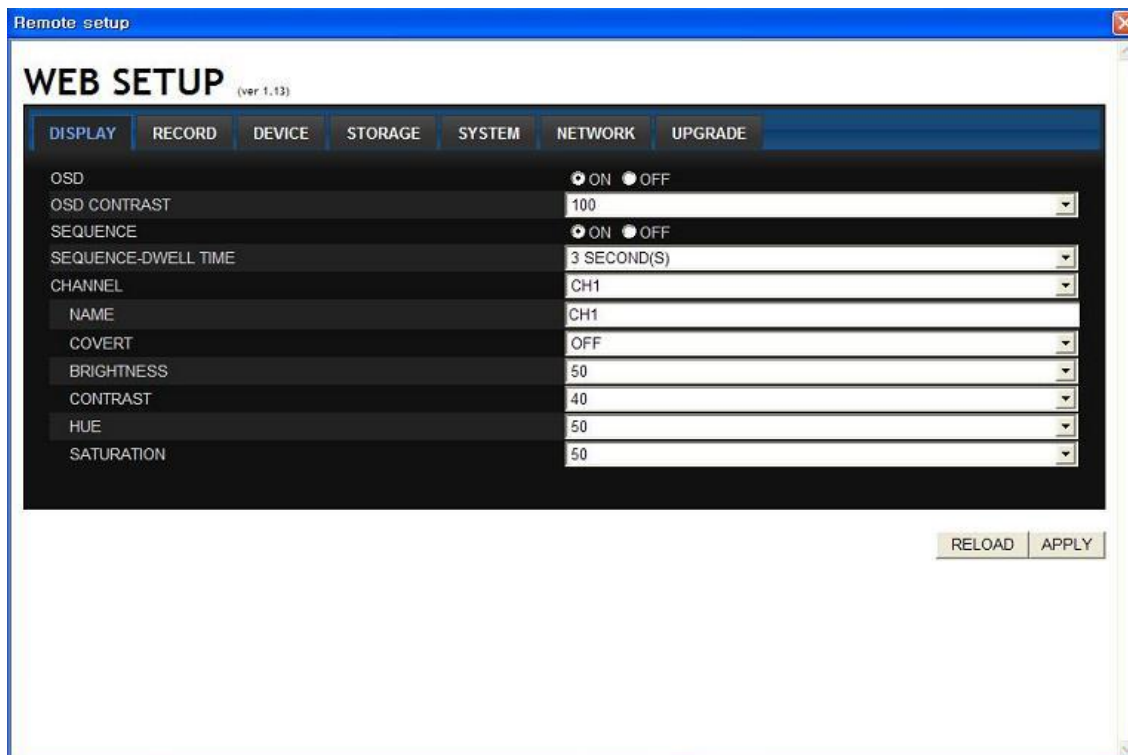 Remote setup
WEB SETUP (ver 1.13)
DISPLAY RECORD DEVICE STORAGE SYSTEM NETWORK UPGRADE
OSD ON OFF
OSD CONTRAST 100
SEQUENCE ON OFF
SEQUENCE-DWELL TIME 3 SECOND(S)
CHANNEL CH1
NAME CH1
COVERT OFF
BRIGHTNESS 50
CONTRAST 40
HUE 50
SATURATION 50
RELOAD APPLY